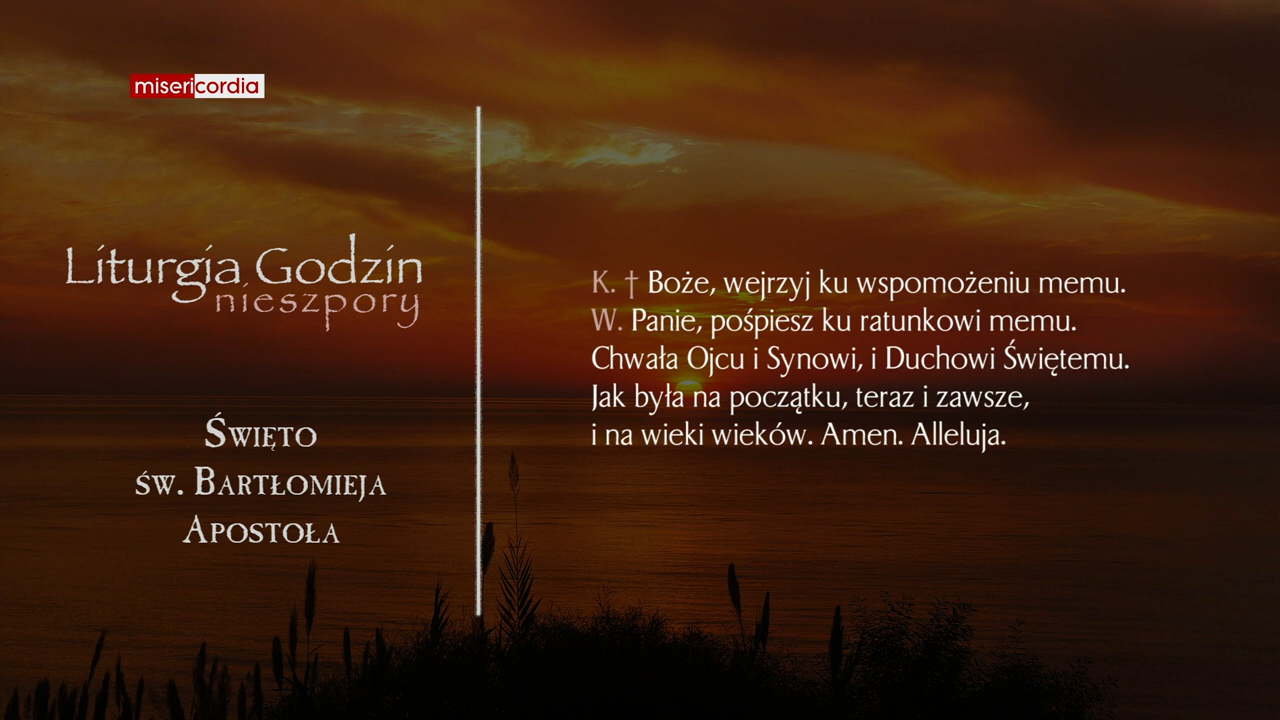 misericordia
Liturgia Godzin
nieszpory
Święto
św. Bartłomieja
Apostoła
K. † Boże, wejrzyj ku wspomożeniu memu.
W. Panie, pośpiesz ku ratunkowi memu.
Chwała Ojcu i Synowi, i Duchowi Świętemu.
Jak była na początku, teraz i zawsze,
i na wieki wieków. Amen. Alleluja.